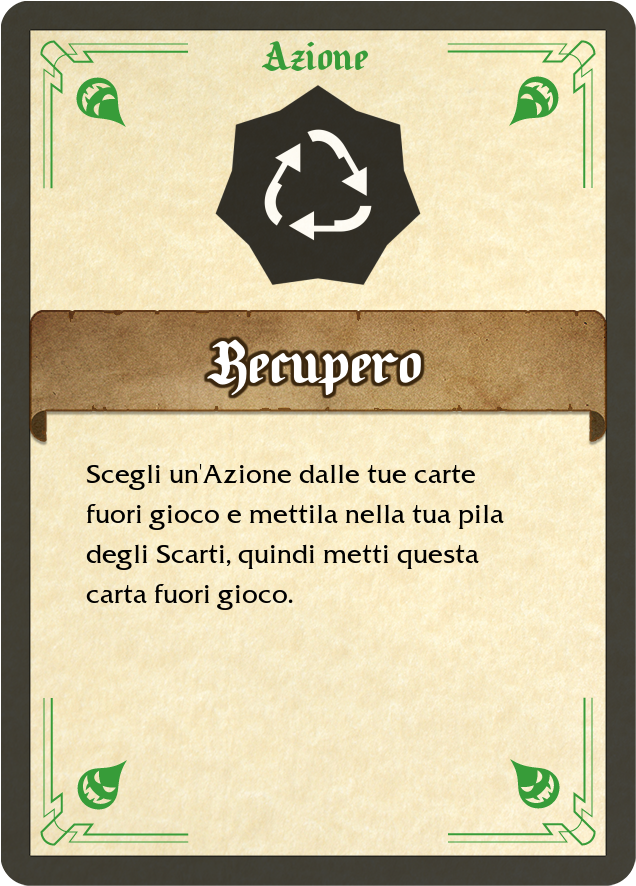 Azione
Recupero
Scegli un'Azione dalle tue carte
fuori gioco e mettila nella tua pila
degli Scarti, quindi metti questa
carta fuori gioco.